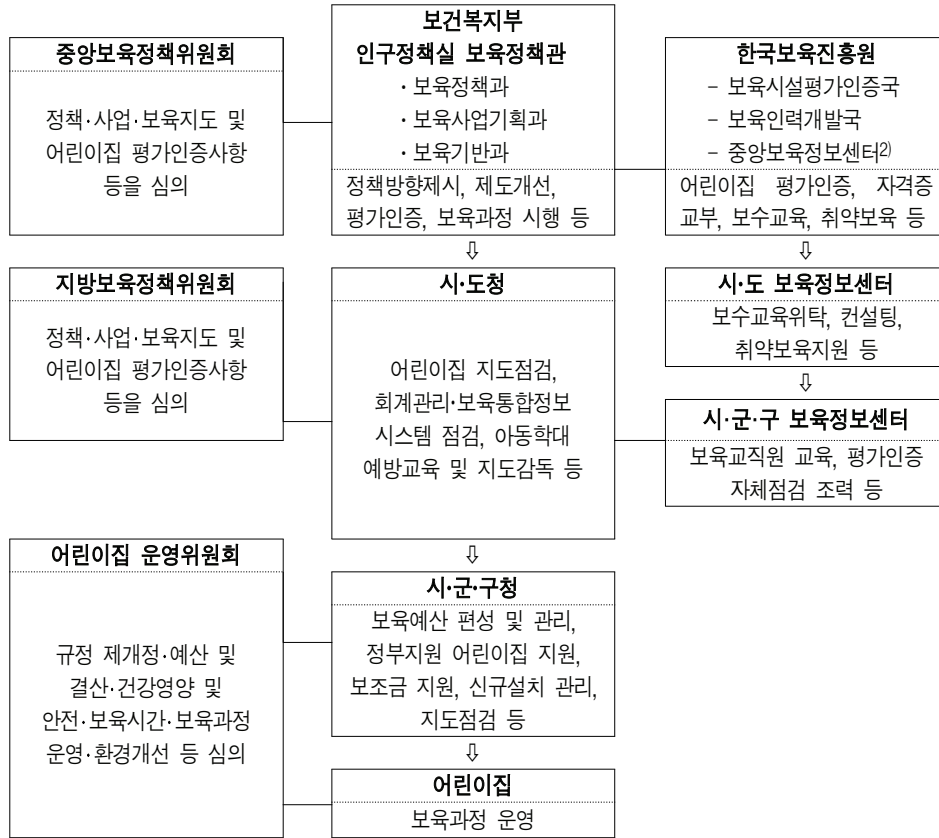 보건복지부
인구정책실 보육정책관
· 보육정책과
· 보육사업기획과
· 보육기반과
정책방향제시, 제도개선,
평가인증, 보육과정 시행 등
중앙보육정책위원회
정책·사업·보육지도 및
어린이집 평가인증사항
등을 심의
한국보육진흥원
– 보육시설평가인증국
– 보육인력개발국
– 중앙보육정보센터2)
어린이집 평가인증, 자격증
교부, 보수교육, 취약보육 등
⇩
⇩
지방보육정책위원회
정책·사업·보육지도 및
어린이집 평가인증사항
등을 심의
시·도청
어린이집 지도점검,
회계관리·보육통합정보
시스템 점검, 아동학대
예방교육 및 지도감독 등
시·도 보육정보센터
보수교육위탁, 컨설팅,
취약보육지원 등
⇩
시·군·구 보육정보센터
보육교직원 교육, 평가인증
자체점검 조력 등
⇩
어린이집 운영위원회
규정 제개정·예산 및
결산·건강영양 및
안전·보육시간·보육과정
운영·환경개선 등 심의
시·군·구청
보육예산 편성 및 관리,
정부지원 어린이집 지원,
보조금 지원, 신규설치 관리,
지도점검 등
⇩
어린이집
보육과정 운영